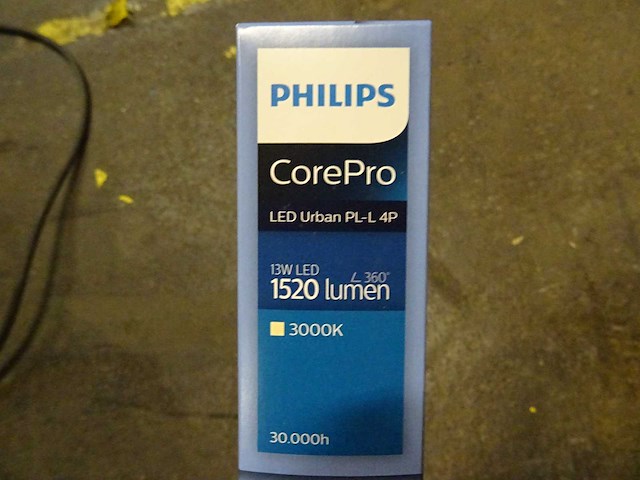 PHILIPS
CorePro
LED Urban PL-L 4P
13W LED
∠ 360°
1520 lumen
3000K
30.000h